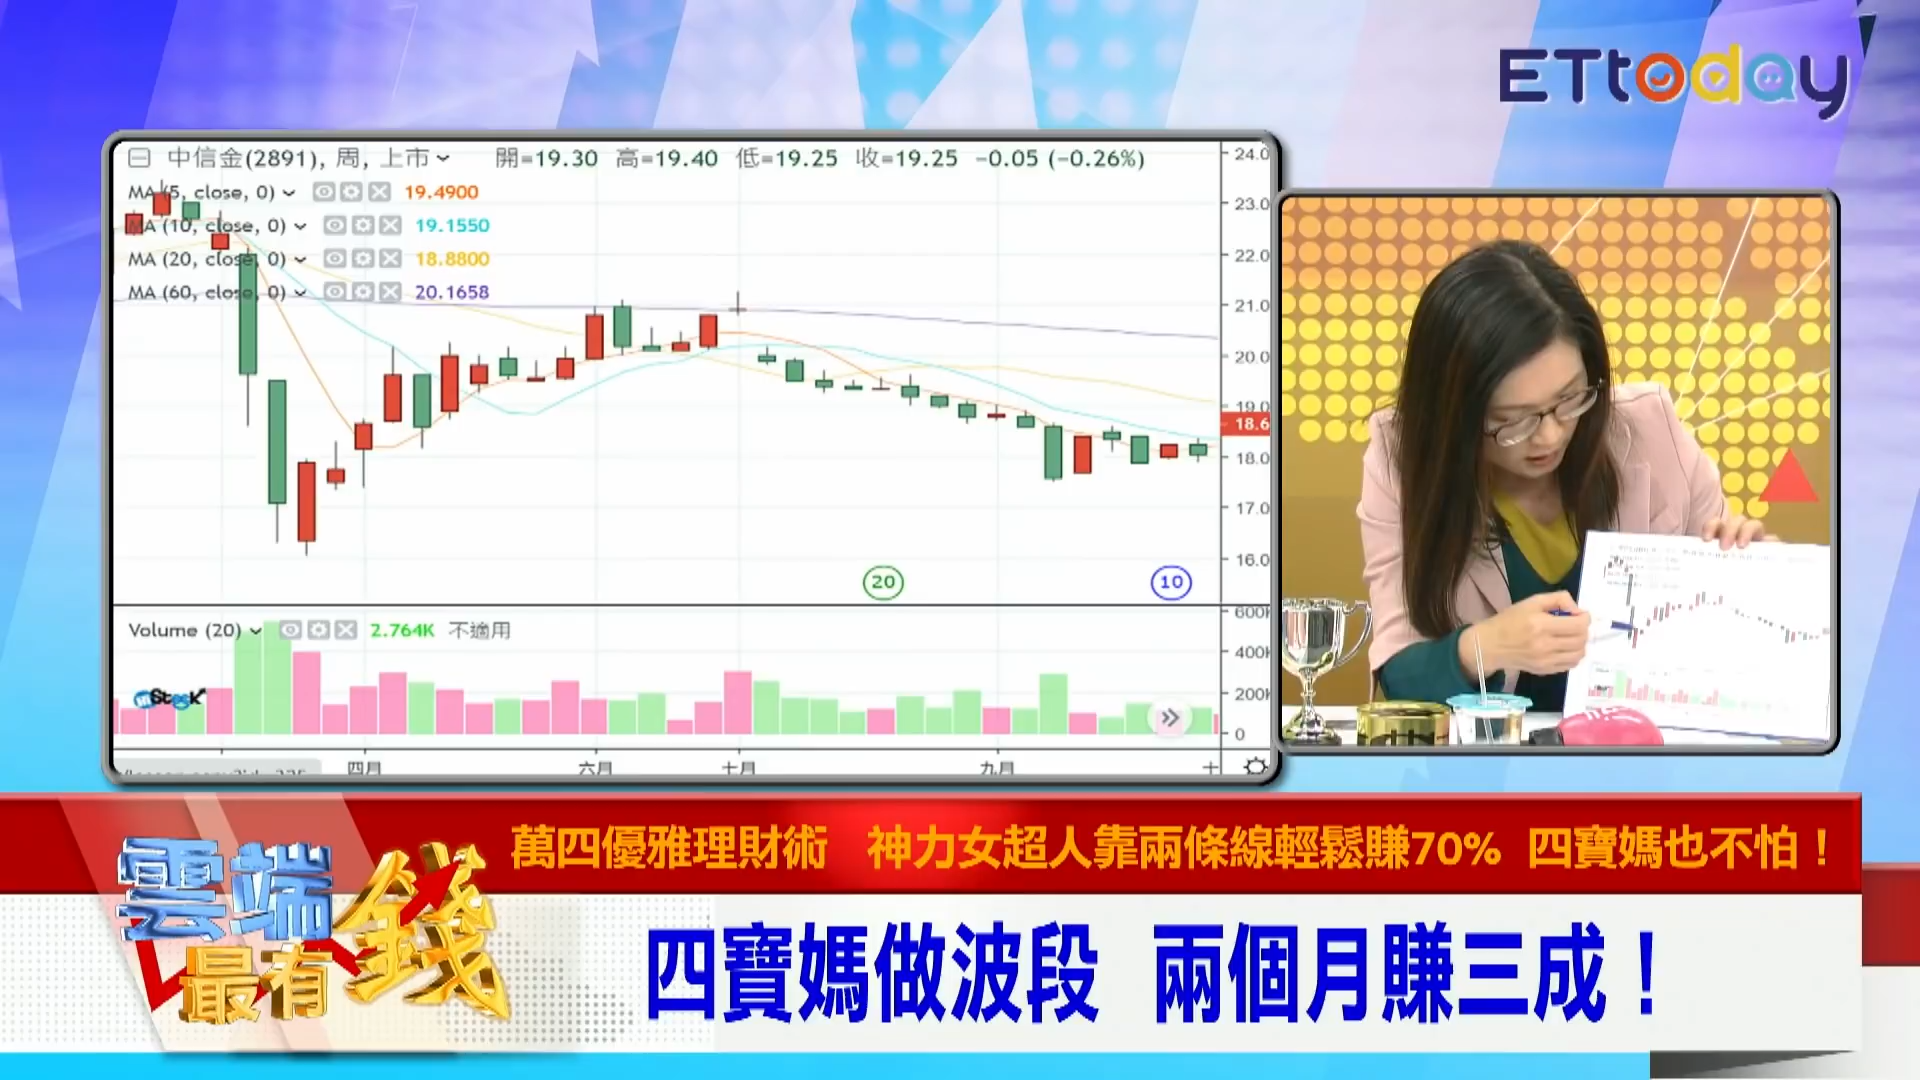 ETtoday
中信金(2891), 周, 上市 開=19.30 高=19.40 低=19.25 收=19.25 -0.05 (-0.26%)
MA (5, close, 0) 19.4900
MA (10, close, 0) 19.1550
MA (20, close, 0) 18.8800
MA (60, close, 0) 20.1658
24.0
23.0
22.0
21.0
20.0
19.0
18.6
18.0
17.0
16.0
20
10
Volume (20) 2.764K 不適用
600K
400K
200K
0
Stock
四月 六月 七月 九月 十
萬四優雅理財術 神力女超人靠兩條線輕鬆賺70% 四寶媽也不怕!
雲端
最有錢
四寶媽做波段 兩個月賺三成!